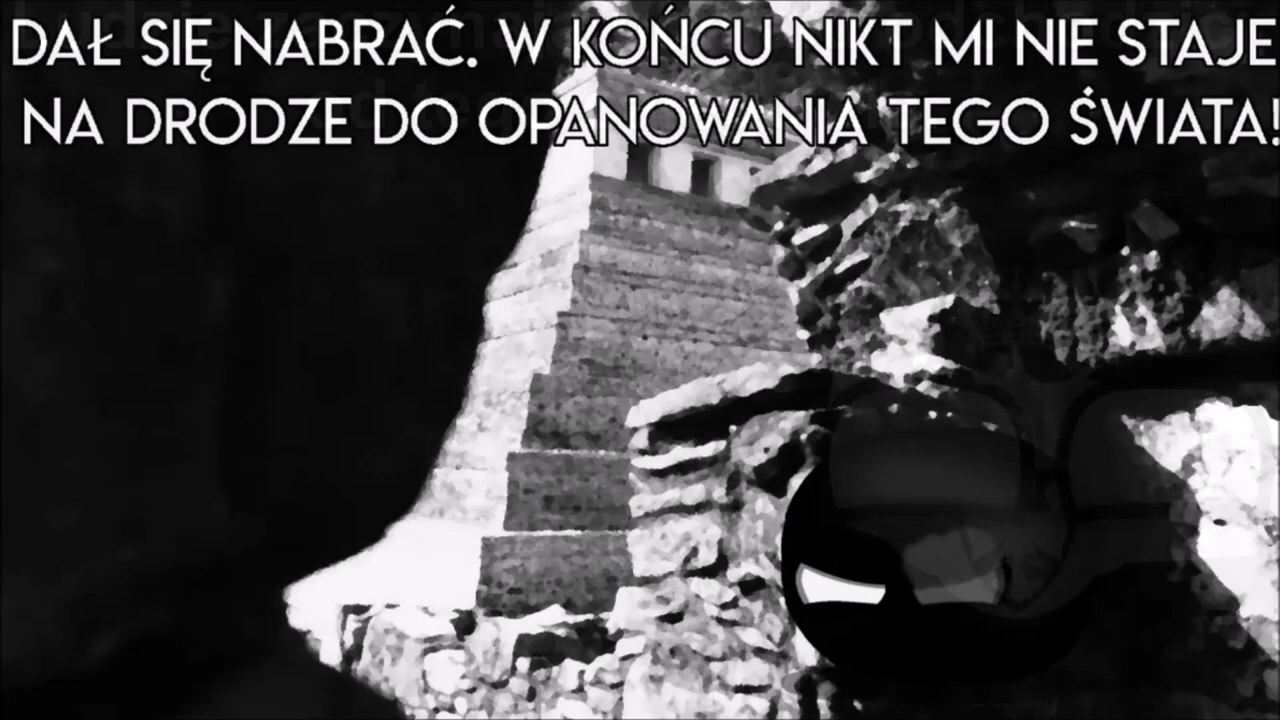 DAŁ SIĘ NABRAĆ. W KOŃCU NIKT MI NIE STAJE
NA DRODZE DO OPANOWANIA TEGO ŚWIATA!